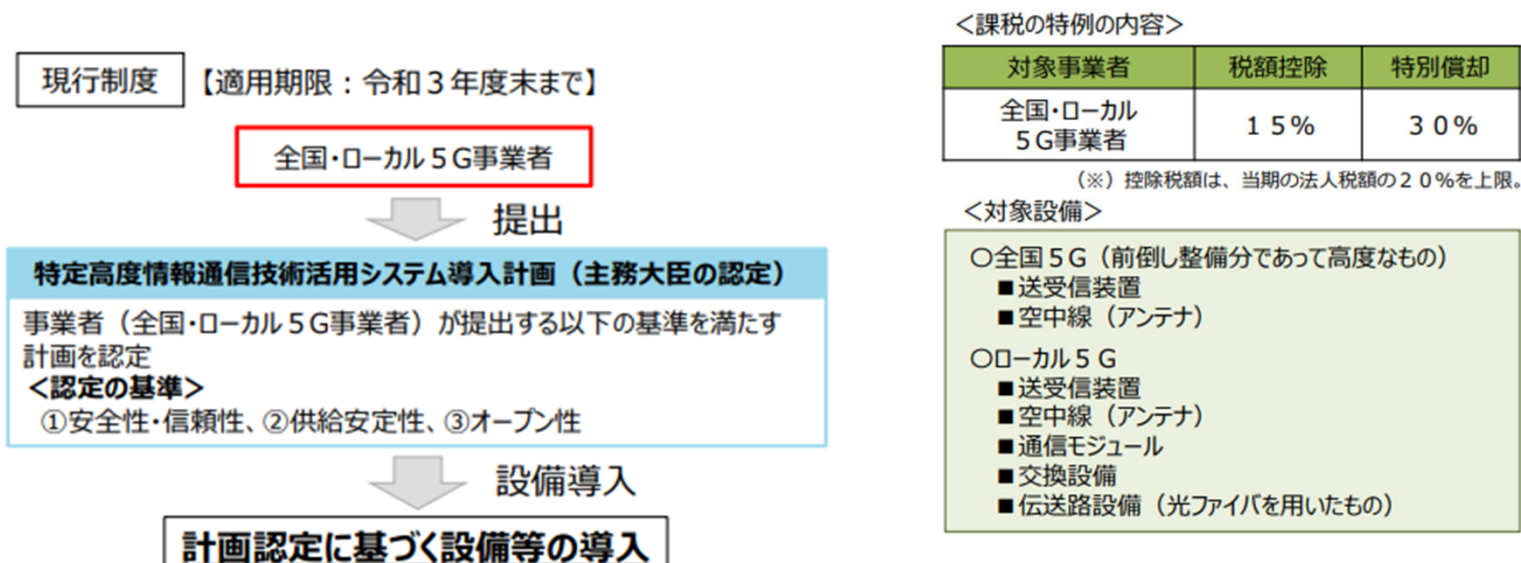 現行制度
【適用期限：令和３年度末まで】
全国・ローカル５G事業者
提出
特定高度情報通信技術活用システム導入計画（主務大臣の認定）
事業者（全国・ローカル５G事業者）が提出する以下の基準を満たす
計画を認定
＜認定の基準＞
①安全性・信頼性、②供給安定性、③オープン性
設備導入
計画認定に基づく設備等の導入
＜課税の特例の内容＞
対象事業者 税額控除 特別償却
全国・ローカル
５G事業者
１５% ３０%
（※）控除税額は、当期の法人税額の２０%を上限。
＜対象設備＞
〇全国５G（前倒し整備分であって高度なもの）
■送受信装置
■空中線（アンテナ）
〇ローカル５G
■送受信装置
■空中線（アンテナ）
■通信モジュール
■交換設備
■伝送路設備（光ファイバを用いたもの）